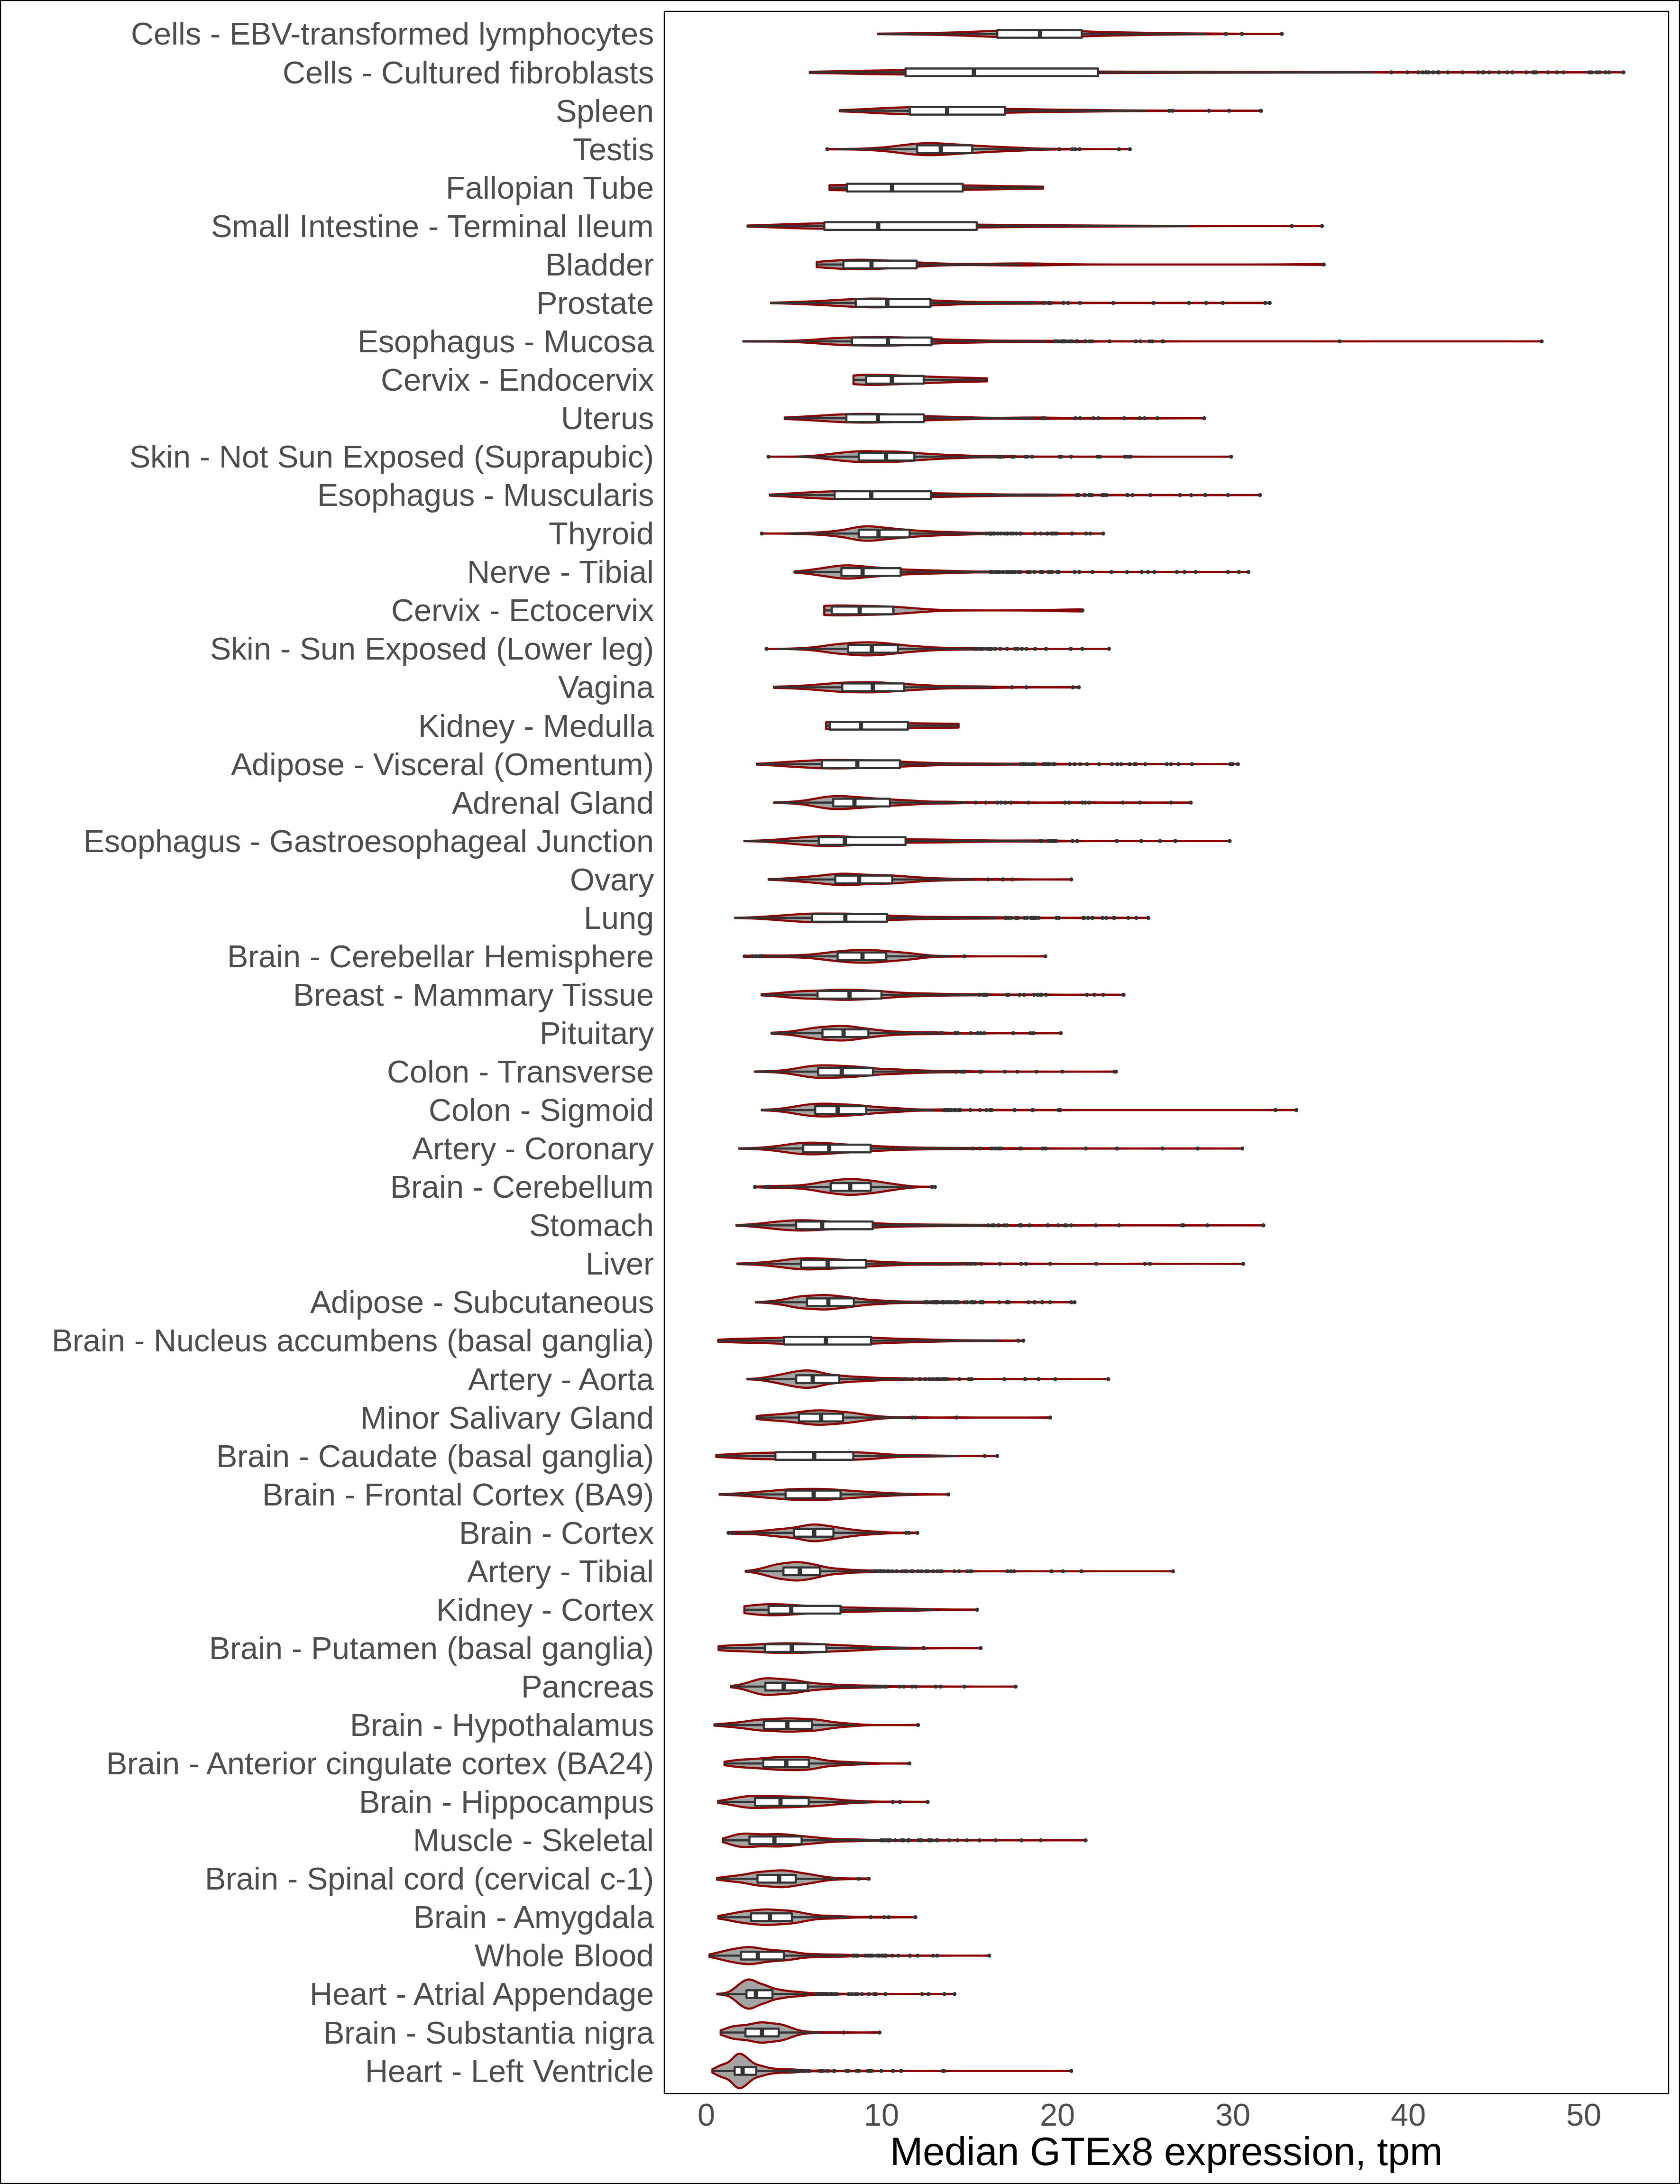 Cells - EBV-transformed lymphocytes
Cells - Cultured fibroblasts
Spleen
Testis
Fallopian Tube
Small Intestine - Terminal Ileum
Bladder
Prostate
Esophagus - Mucosa
Cervix - Endocervix
Uterus
Skin - Not Sun Exposed (Suprapubic)
Esophagus - Muscularis
Thyroid
Nerve - Tibial
Cervix - Ectocervix
Skin - Sun Exposed (Lower leg)
Vagina
Kidney - Medulla
Adipose - Visceral (Omentum)
Adrenal Gland
Esophagus - Gastroesophageal Junction
Ovary
Lung
Brain - Cerebellar Hemisphere
Breast - Mammary Tissue
Pituitary
Colon - Transverse
Colon - Sigmoid
Artery - Coronary
Brain - Cerebellum
Stomach
Liver
Adipose - Subcutaneous
Brain - Nucleus accumbens (basal ganglia)
Artery - Aorta
Minor Salivary Gland
Brain - Caudate (basal ganglia)
Brain - Frontal Cortex (BA9)
Brain - Cortex
Artery - Tibial
Kidney - Cortex
Brain - Putamen (basal ganglia)
Pancreas
Brain - Hypothalamus
Brain - Anterior cingulate cortex (BA24)
Brain - Hippocampus
Muscle - Skeletal
Brain - Spinal cord (cervical c-1)
Brain - Amygdala
Whole Blood
Heart - Atrial Appendage
Brain - Substantia nigra
Heart - Left Ventricle
0 10 20 30 40 50
Median GTEx8 expression, tpm